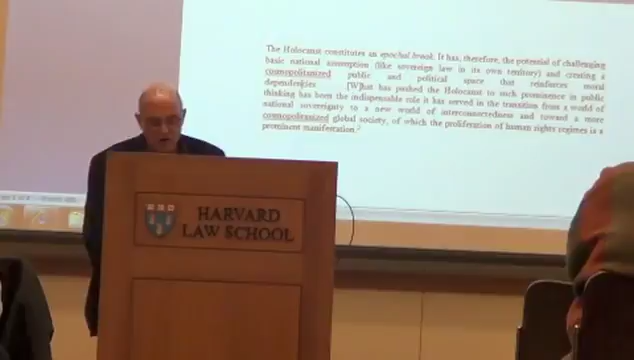 The Holocaust constitutes an epochal break. It has, therefore, the potential of challenging
basic national assumption (like sovereign law in its own territory) and creating a
cosmopolitanized public and political space that reinforces moral
dependencies [W]hat has pushed the Holocaust to such prominence in public
thinking has been the indispensable role it has served in the transition from a world of
national sovereignty to a new world of interconnectedness and toward a more
cosmopolitanized global society, of which the proliferation of human rights regimes is a
prominent manifestation.
HARVARD
LAW SCHOOL